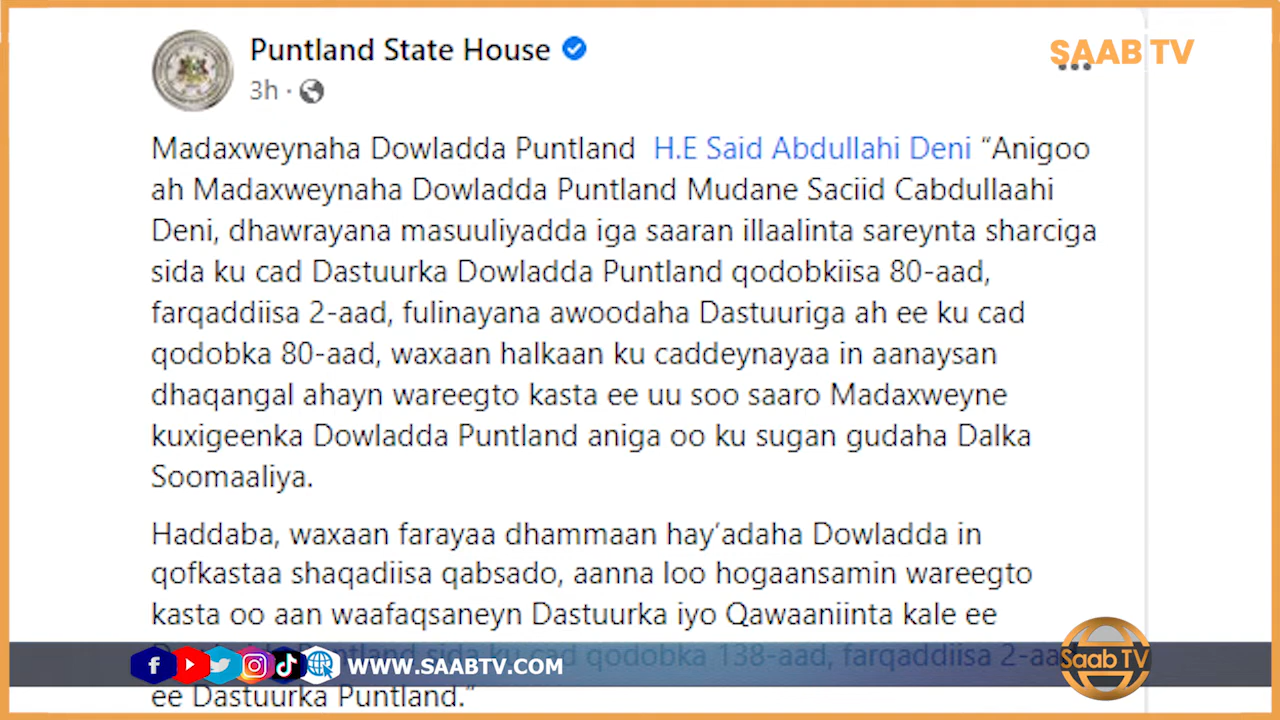 Puntland State House
3h ·
SAAB TV
Madaxweynaha Dowladda Puntland H.E Said Abdullahi Deni “Anigoo
ah Madaxweynaha Dowladda Puntland Mudane Saciid Cabdullaahi
Deni, dhawrayana masuuliyadda iga saaran illaalinta sareynta sharciga
sida ku cad Dastuurka Dowladda Puntland qodobkiisa 80-aad,
farqaddiisa 2-aad, fulinayana awoodaha Dastuuriga ah ee ku cad
qodobka 80-aad, waxaan halkaan ku caddeynayaa in aanaysan
dhaqangal ahayn wareegto kasta ee uu soo saaro Madaxweyne
kuxigeenka Dowladda Puntland aniga oo ku sugan gudaha Dalka
Soomaaliya.
Haddaba, waxaan farayaa dhammaan hay’adaha Dowladda in
qofkastaa shaqadiisa qabsado, aanna loo hogaansamin wareegto
kasta oo aan waafaqsaneyn Dastuurka iyo Qawaaniinta kale ee
sida ku cad qodobka 138-aad, farqaddiisa
ee Dastuurka Puntland.”
WWW.SAABTV.COM
Saab TV